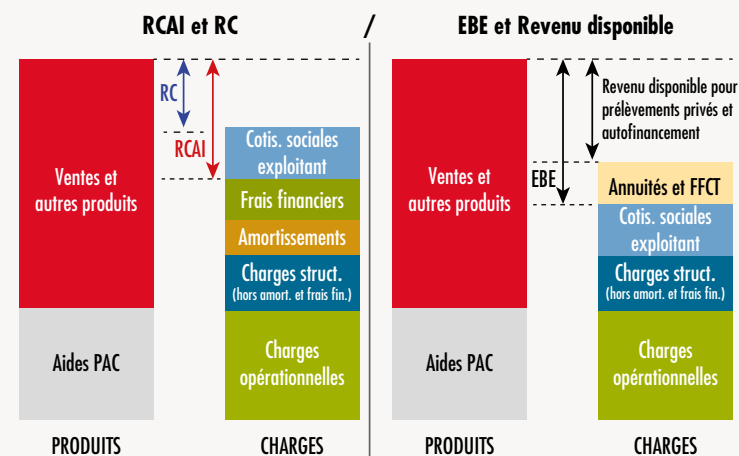 RCAI et RC
/
EBE et Revenu disponible
RC
RCAI
Ventes et
autres produits
Aides PAC
Cotis. sociales
exploitant
Frais financiers
Amortissements
Charges struct.
(hors amort. et frais fin.)
Charges
opérationnelles
PRODUITS
CHARGES
Revenu disponible pour
prélèvements privés et
autofinancement
EBE
Ventes et
autres produits
Aides PAC
Annuités et FFCT
Cotis. sociales
exploitant
Charges struct.
(hors amort. et frais fin.)
Charges
opérationnelles
PRODUITS
CHARGES